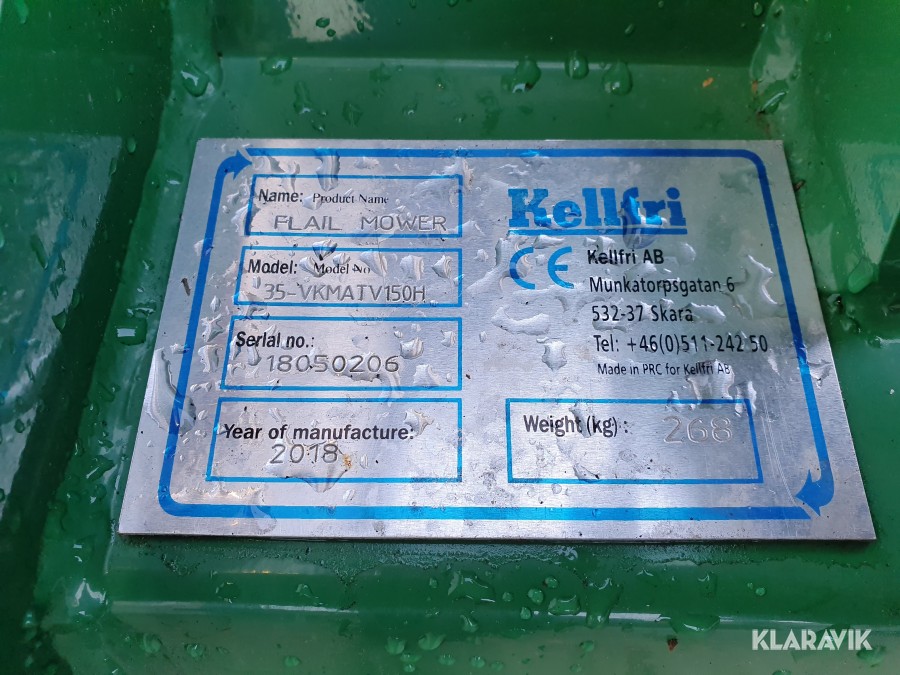 Name: Product Name
FLAIL MOWER
Model: Model No
35-VKMATV150H
Serial no.:
18050206
Year of manufacture:
2018
Kellfri
CE
Kellfri AB
Munkatorpsgatan 6
532-37 Skara
Tel: +46(0)511-242 50
Made in PRC for Kellfri AB
Weight (kg) : 268
KLARAVIK